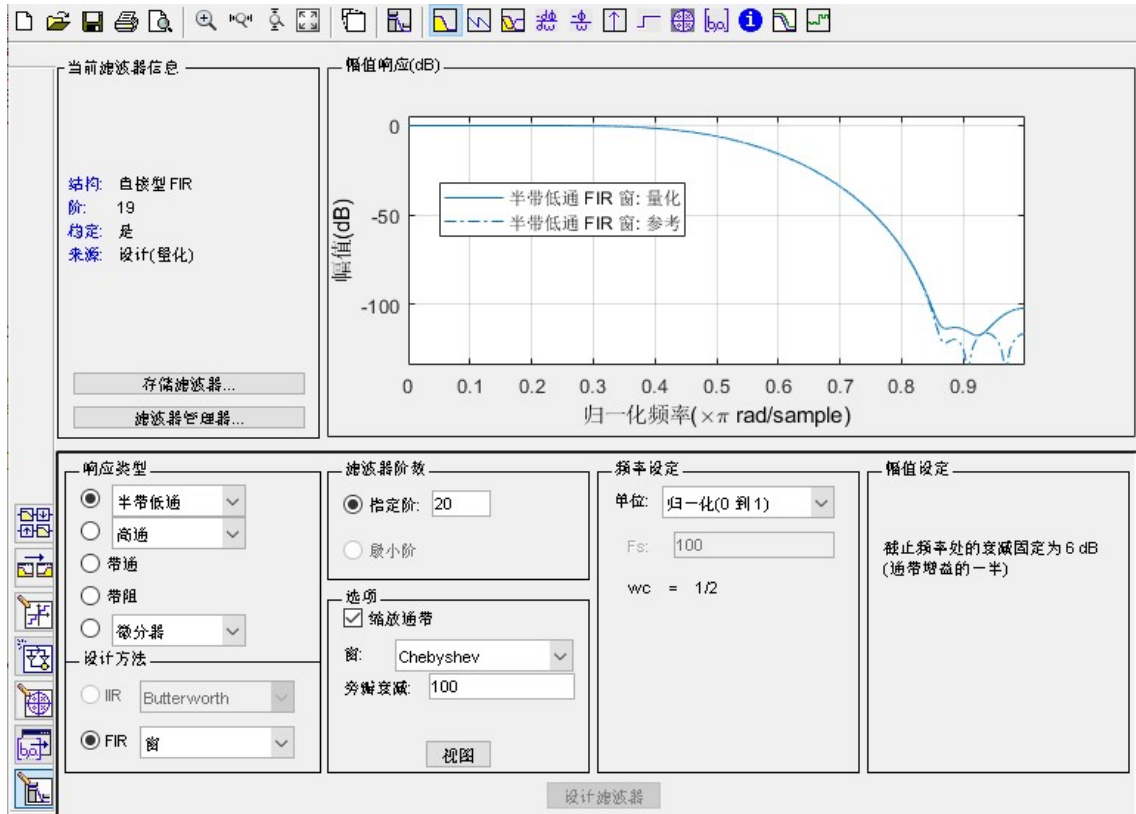 当前滤波器信息
结构: 直接型 FIR
阶: 19
稳定: 是
来源: 设计(量化)
存储滤波器...
滤波器管理器...
幅值响应(dB)
幅值(dB)
0
-50
-100
半带低通 FIR 窗: 量化
半带低通 FIR 窗: 参考
0 0.1 0.2 0.3 0.4 0.5 0.6 0.7 0.8 0.9
归一化频率(×π rad/sample)
响应类型
半带低通
高通
带通
带阻
微分器
设计方法
IIR Butterworth
FIR 窗
滤波器阶数
指定阶: 20
最小阶
选项
缩放通带
窗: Chebyshev
旁瓣衰减: 100
视图
频率设定
单位: 归一化(0 到 1)
Fs: 100
wc = 1/2
幅值设定
截止频率处的衰减固定为 6 dB
(通带增益的一半)
设计滤波器